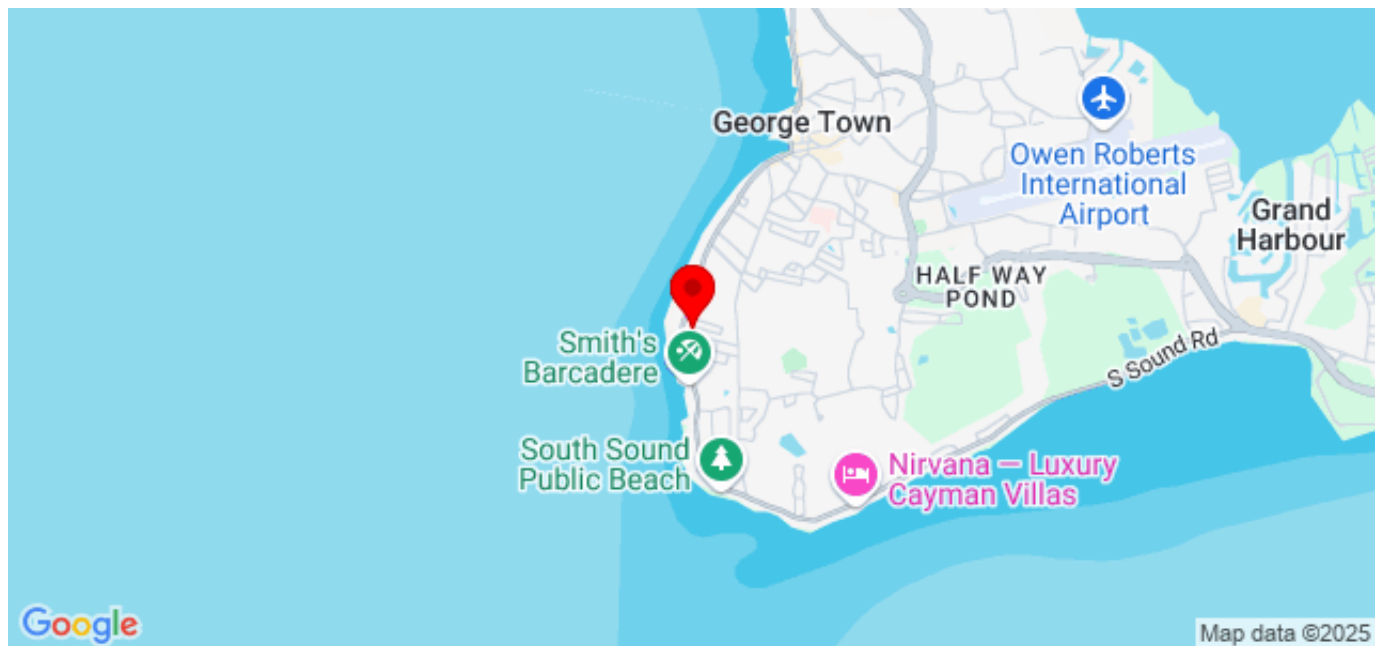 George Town
Owen Roberts
International
Airport
Grand
Harbour
HALF WAY
POND
Smith's
Barcadere
S Sound Rd
South Sound
Public Beach
Nirvana — Luxury
Cayman Villas
Google
Map data ©2025